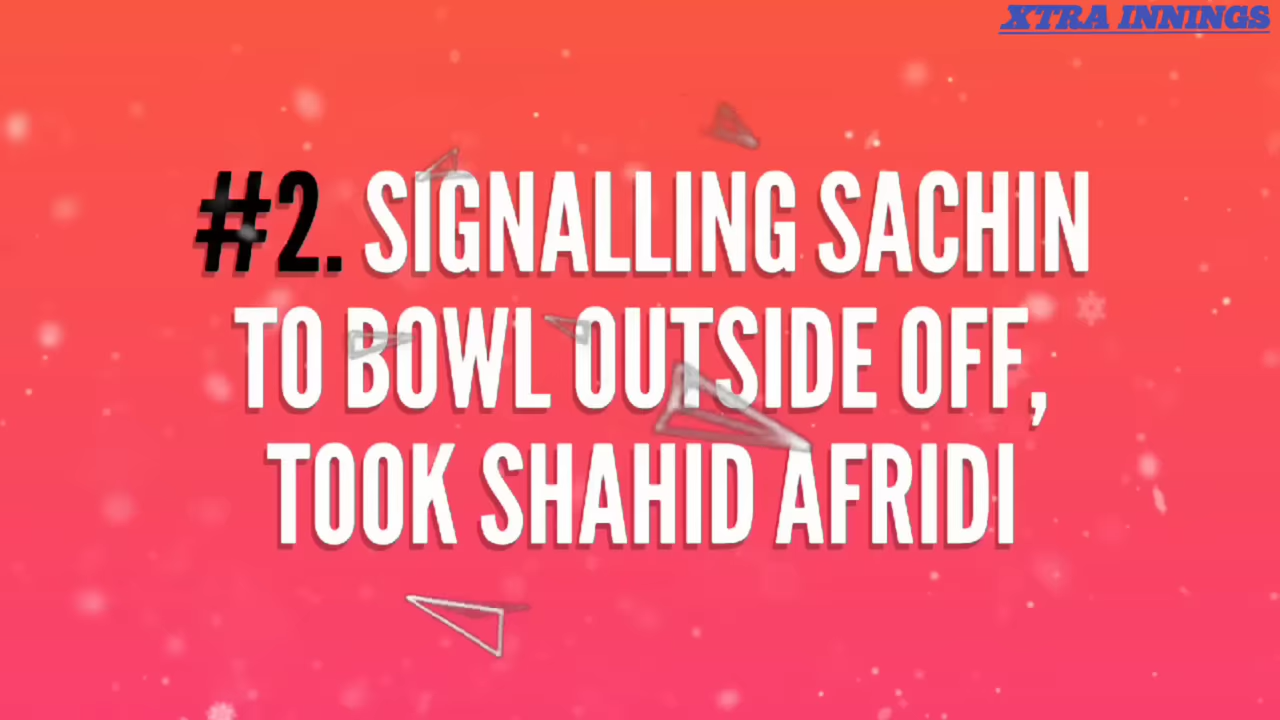 XTRA INNINGS
#2. SIGNALLING SACHIN
TO BOWL OUTSIDE OFF,
TOOK SHAHID AFRIDI